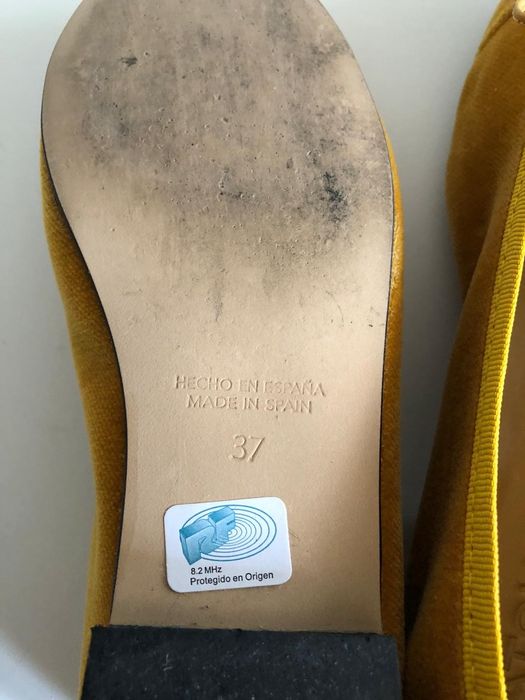 HECHO EN ESPAÑA
MADE IN SPAIN
37
RF
8.2 MHz
Protegido en Origen